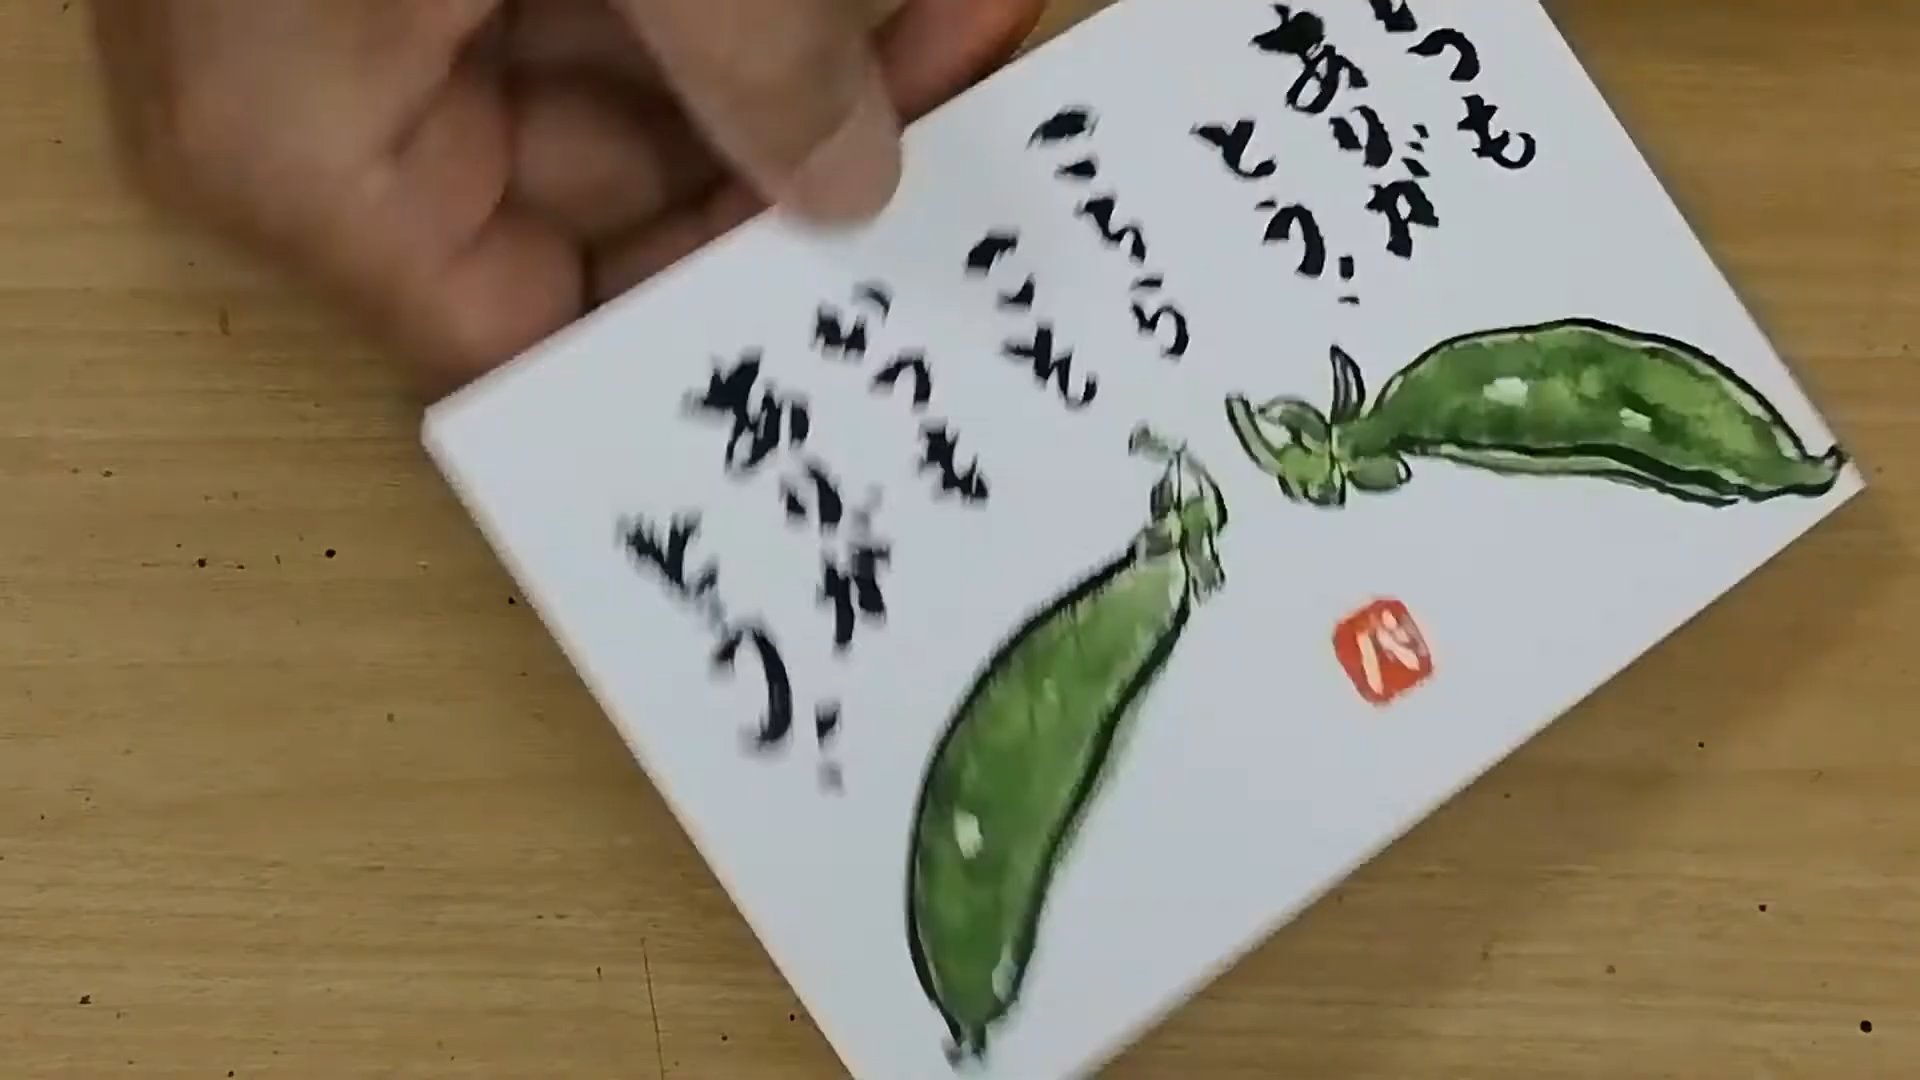 いつも
ありが
とう…
こちら
こそ
いつも
ありが
とう…